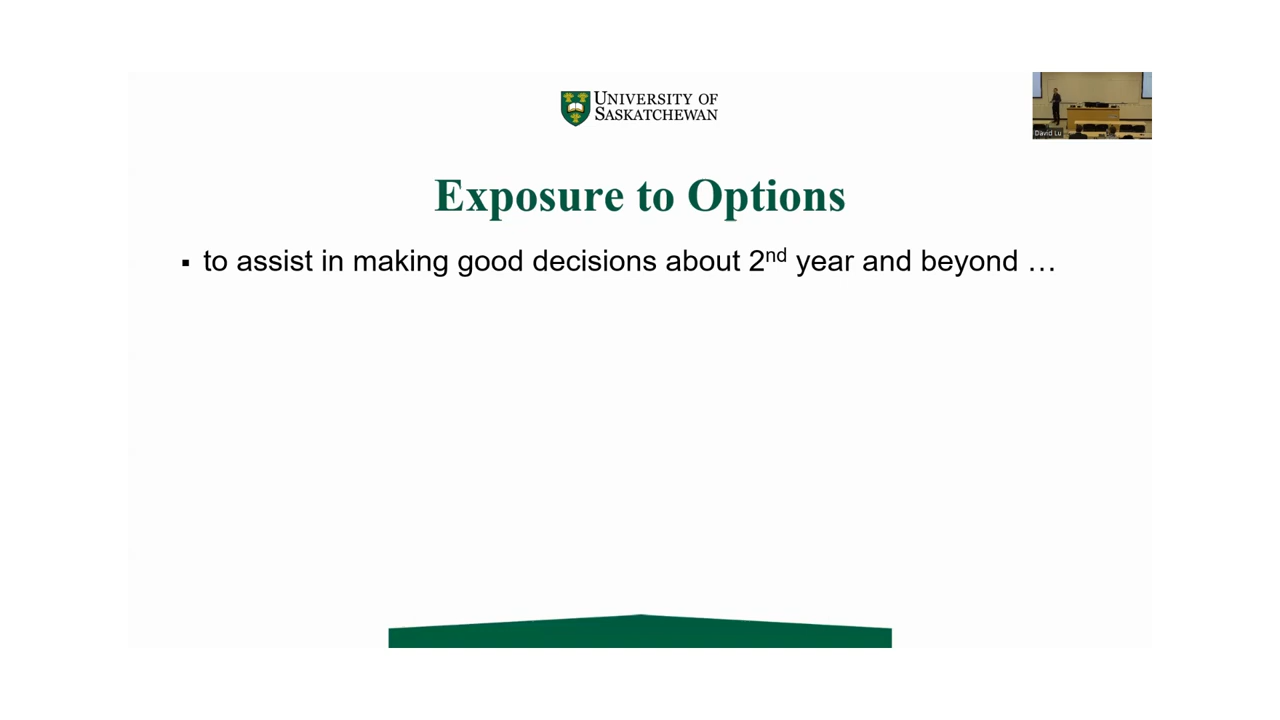 UNIVERSITY OF
SASKATCHEWAN
David Lu
Exposure to Options
▪ to assist in making good decisions about 2nd year and beyond …